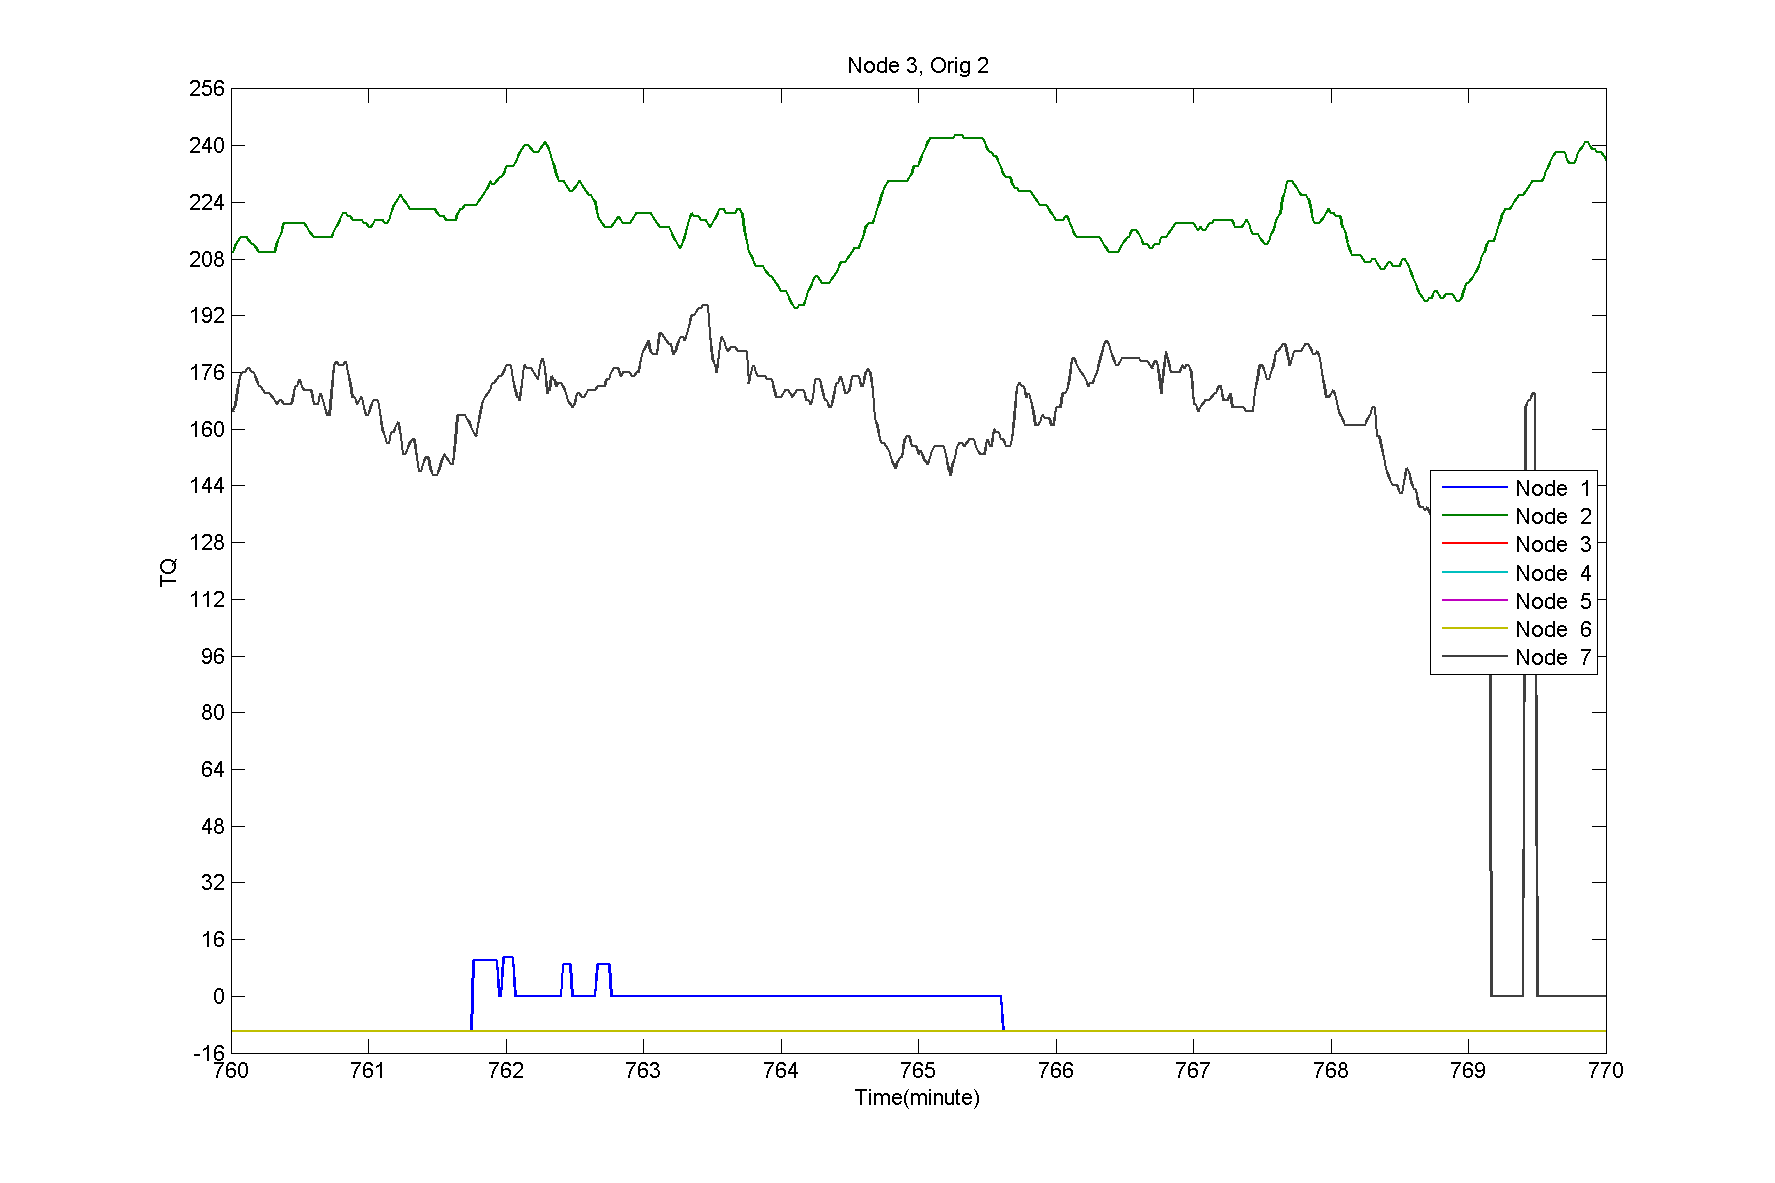 Node 3, Orig 2
256
240
224
208
192
176
160
144
128
112
96
80
64
48
32
16
0
-16
TQ
Node 1
Node 2
Node 3
Node 4
Node 5
Node 6
Node 7
760 761 762 763 764 765 766 767 768 769 770
Time(minute)